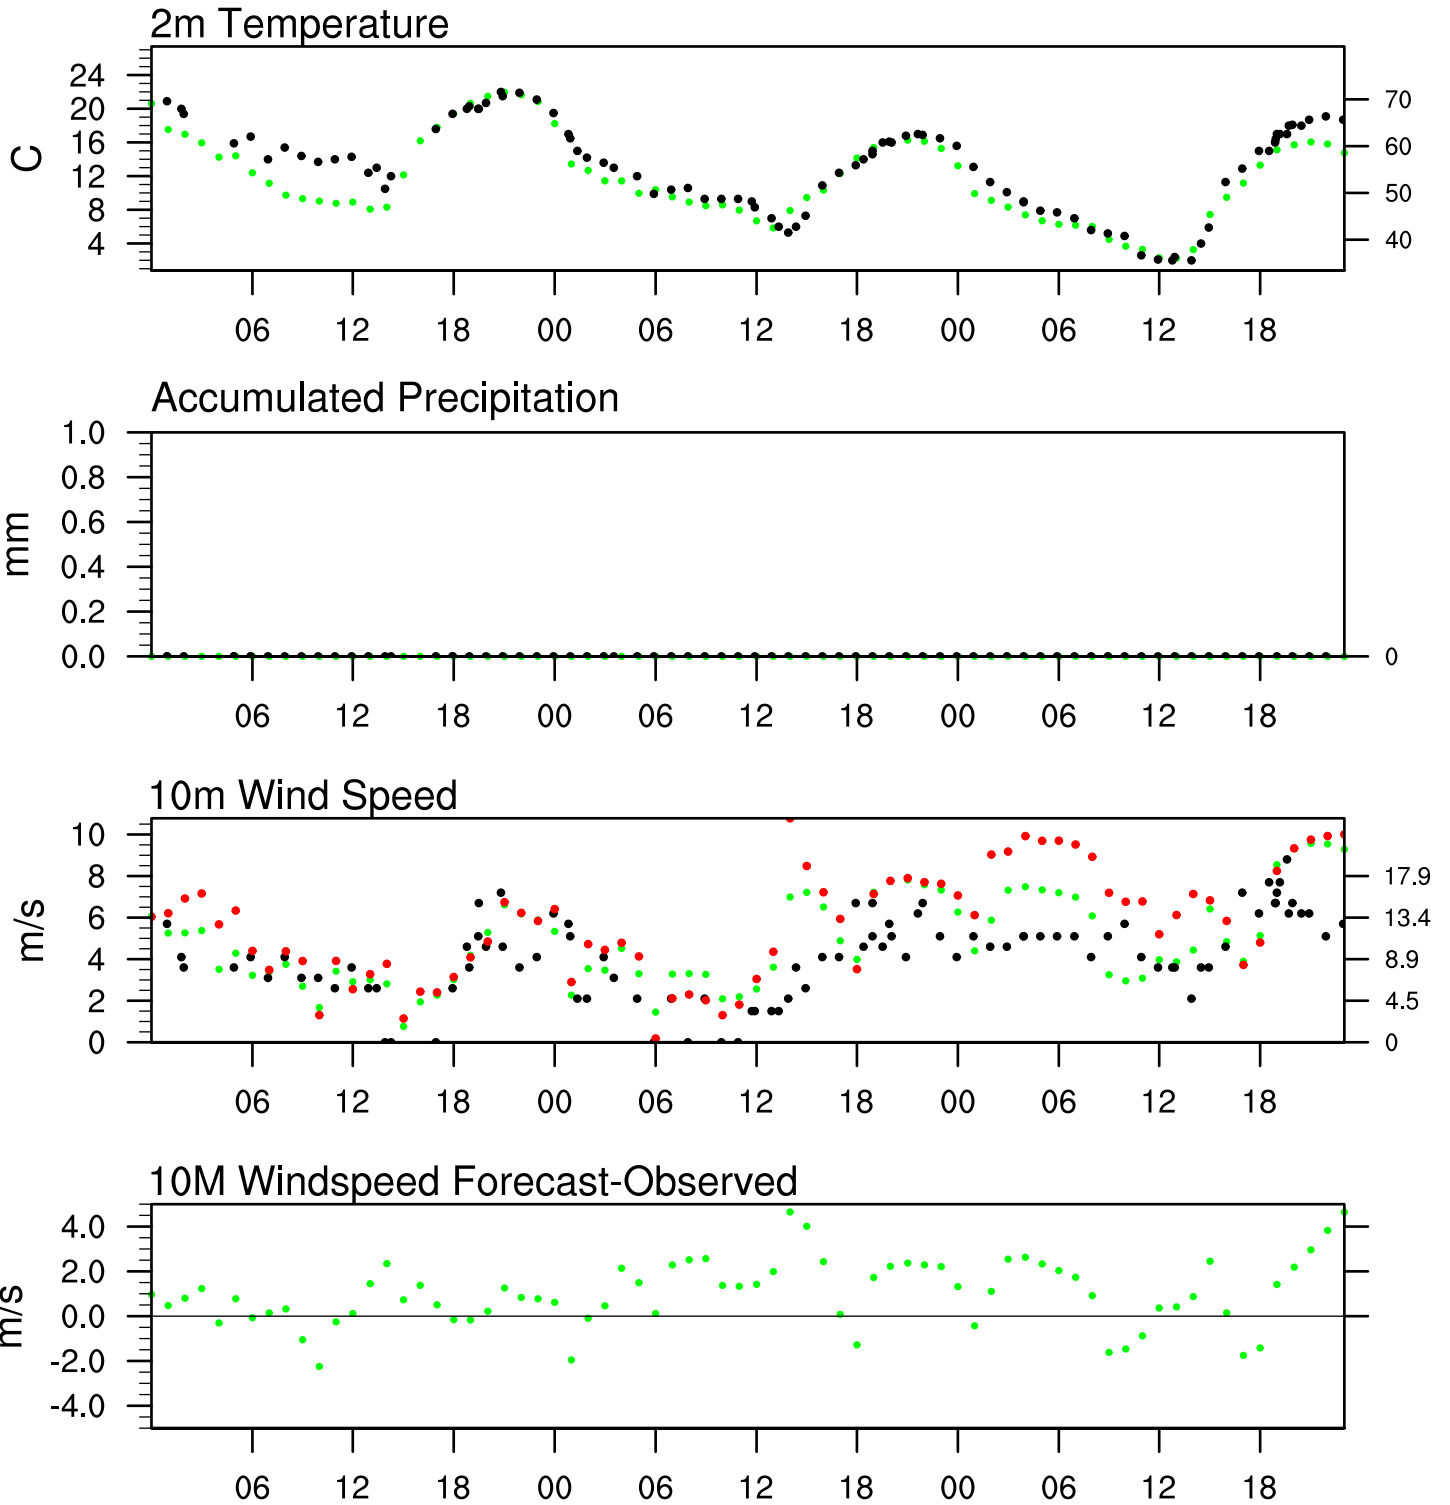 2m Temperature
24
20
16
12
8
4
C
70
60
50
40
06 12 18 00 06 12 18 00 06 12 18
Accumulated Precipitation
1.0
0.8
0.6
0.4
0.2
0.0
mm
0
06 12 18 00 06 12 18 00 06 12 18
10m Wind Speed
10
8
6
4
2
0
m/s
17.9
13.4
8.9
4.5
0
06 12 18 00 06 12 18 00 06 12 18
10M Windspeed Forecast-Observed
4.0
2.0
0.0
-2.0
-4.0
m/s
06 12 18 00 06 12 18 00 06 12 18